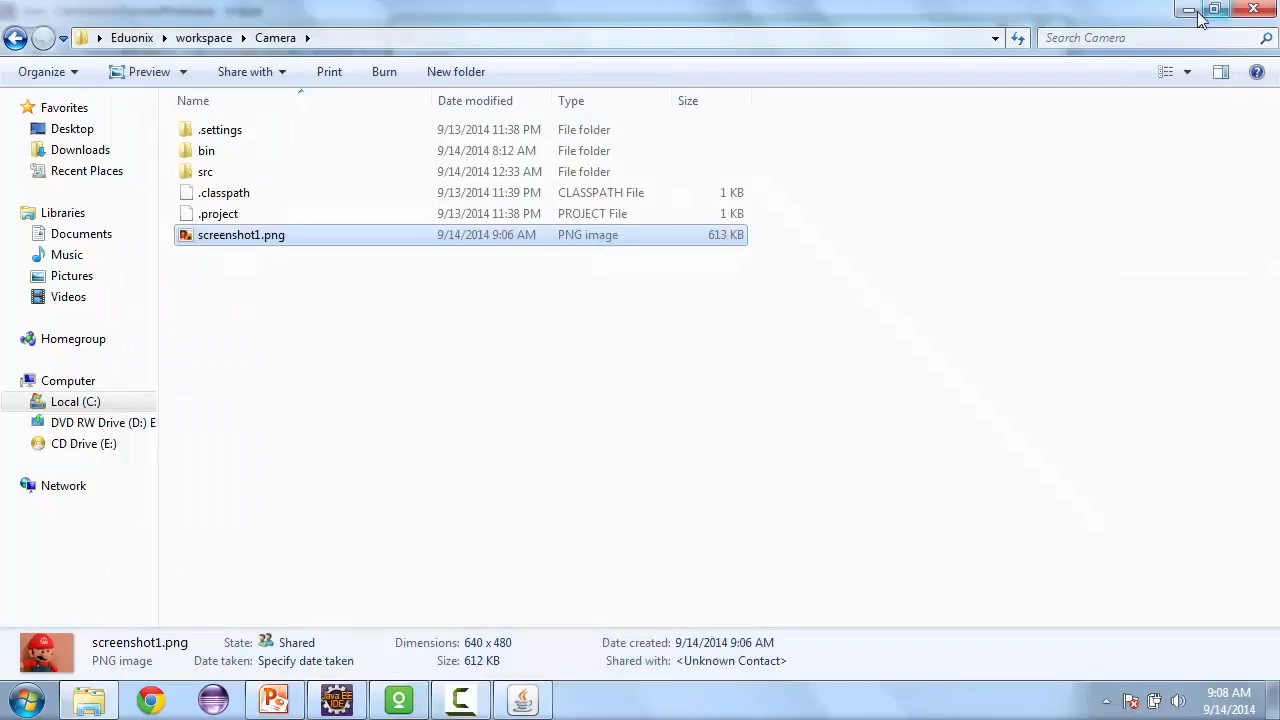 Eduonix workspace Camera Search Camera
Organize Preview Share with Print Burn New folder
Name Date modified Type Size
.settings 9/13/2014 11:38 PM File folder
bin 9/14/2014 8:12 AM File folder
src 9/14/2014 12:33 AM File folder
.classpath 9/13/2014 11:39 PM CLASSPATH File 1 KB
.project 9/13/2014 11:38 PM PROJECT File 1 KB
screenshot1.png 9/14/2014 9:06 AM PNG image 613 KB
Favorites
Desktop
Downloads
Recent Places
Libraries
Documents
Music
Pictures
Videos
Homegroup
Computer
Local (C:)
DVD RW Drive (D:) E
CD Drive (E:)
Network
screenshot1.png State: Shared Dimensions: 640 x 480 Date created: 9/14/2014 9:06 AM
PNG image Date taken: Specify date taken Size: 612 KB Shared with: <Unknown Contact>
Java EE
IDE
9:08 AM
9/14/2014